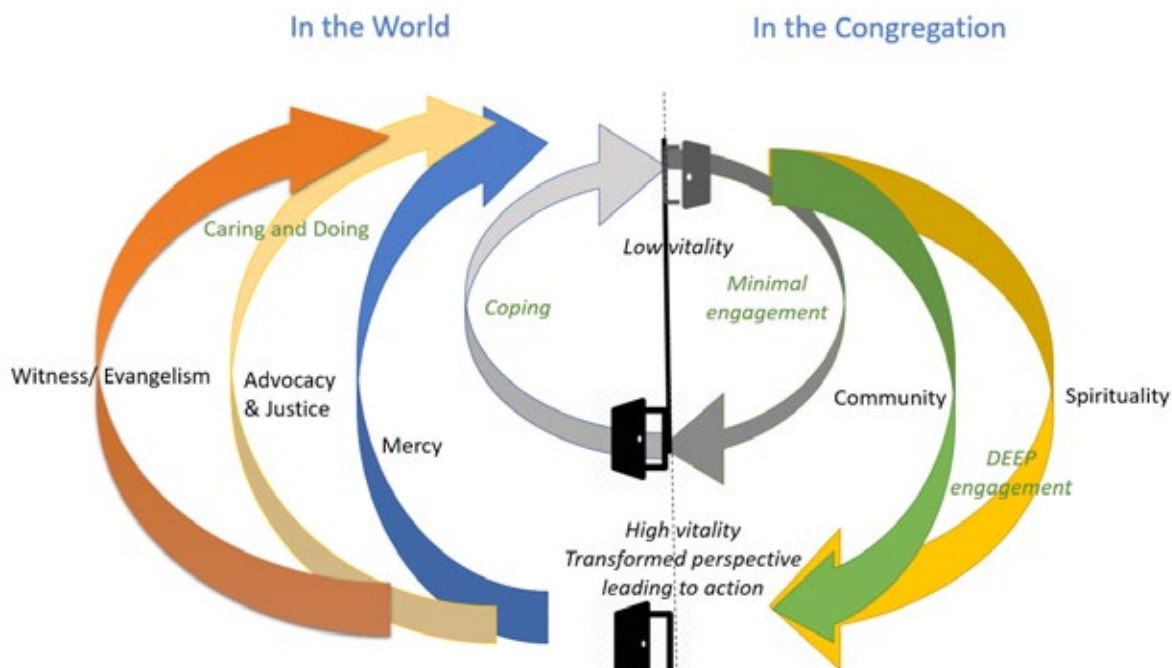 In the World
In the Congregation
Caring and Doing
Low vitality
Coping
Minimal
engagement
Witness/ Evangelism
Advocacy
& Justice
Mercy
Community
Spirituality
DEEP
engagement
High vitality
Transformed perspective
leading to action